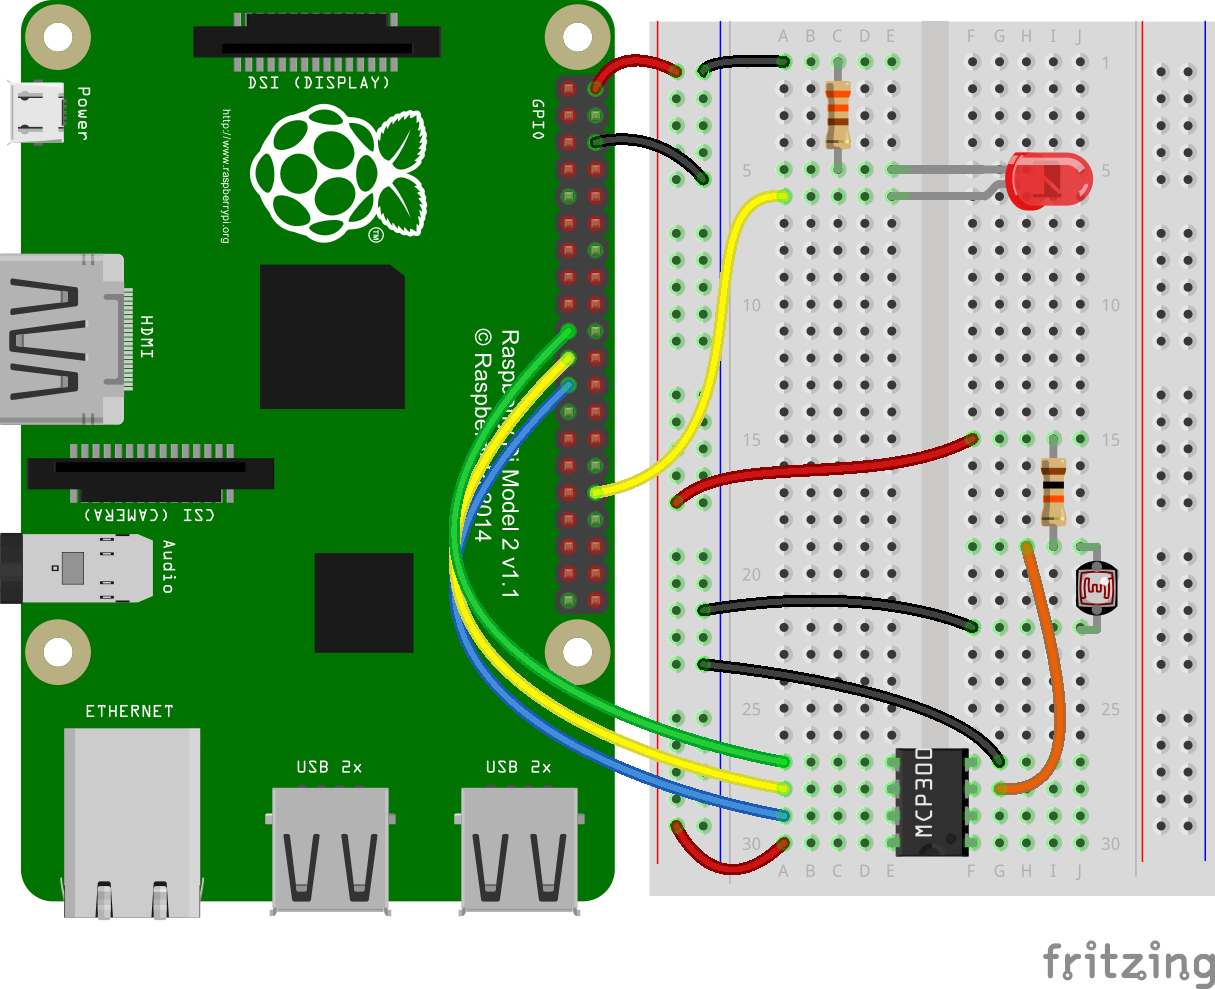 DSI (DISPLAY)
Power
GPIO
http://www.raspberrypi.org
TM
HDMI
Raspberry Pi Model 2 v1.1
© Raspberry Pi 2014
CSI (CAMERA)
Audio
ETHERNET
USB 2x
USB 2x
A B C D E F G H I J
1
5 5
10 10
15 15
20
25 25
MCP300
30 30
A B C D E F G H I J
fritzing